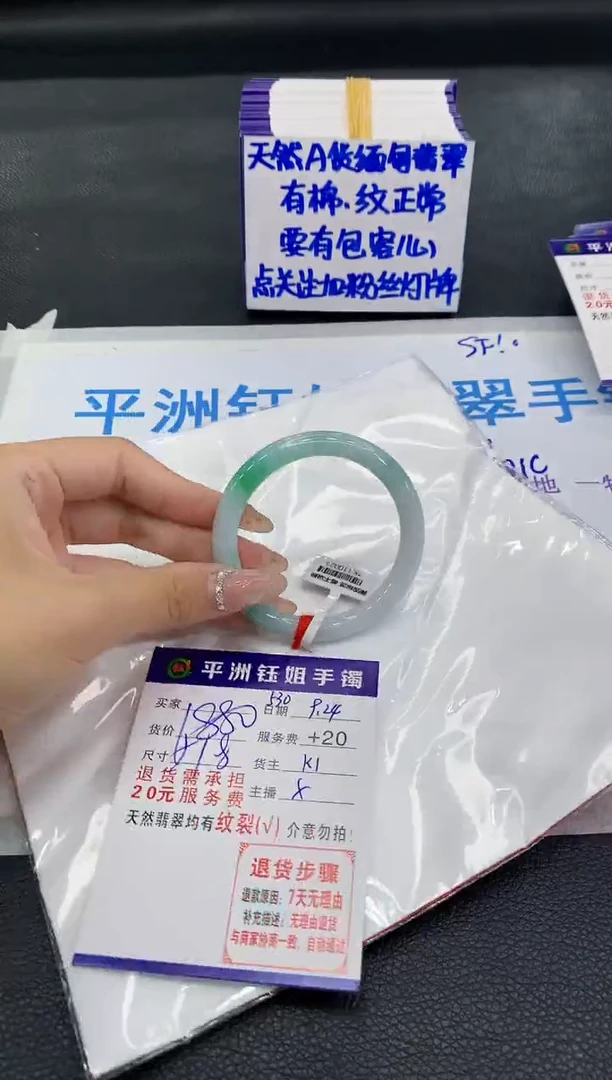 天然A货缅甸翡翠
有棉、纹正常
要有包容心
点关注加粉丝灯牌
平洲钰
翠手镯
平洲钰姐手镯
买家
日期 9.24
货价 1880
服务费 +20
尺寸
货主 K1
退货需承担
20元服务费
主播
天然翡翠均有纹裂(√) 介意勿拍!
退货步骤
退款原因：7天无理由
补充描述：无理由退货
与商家协商一致，自动通过